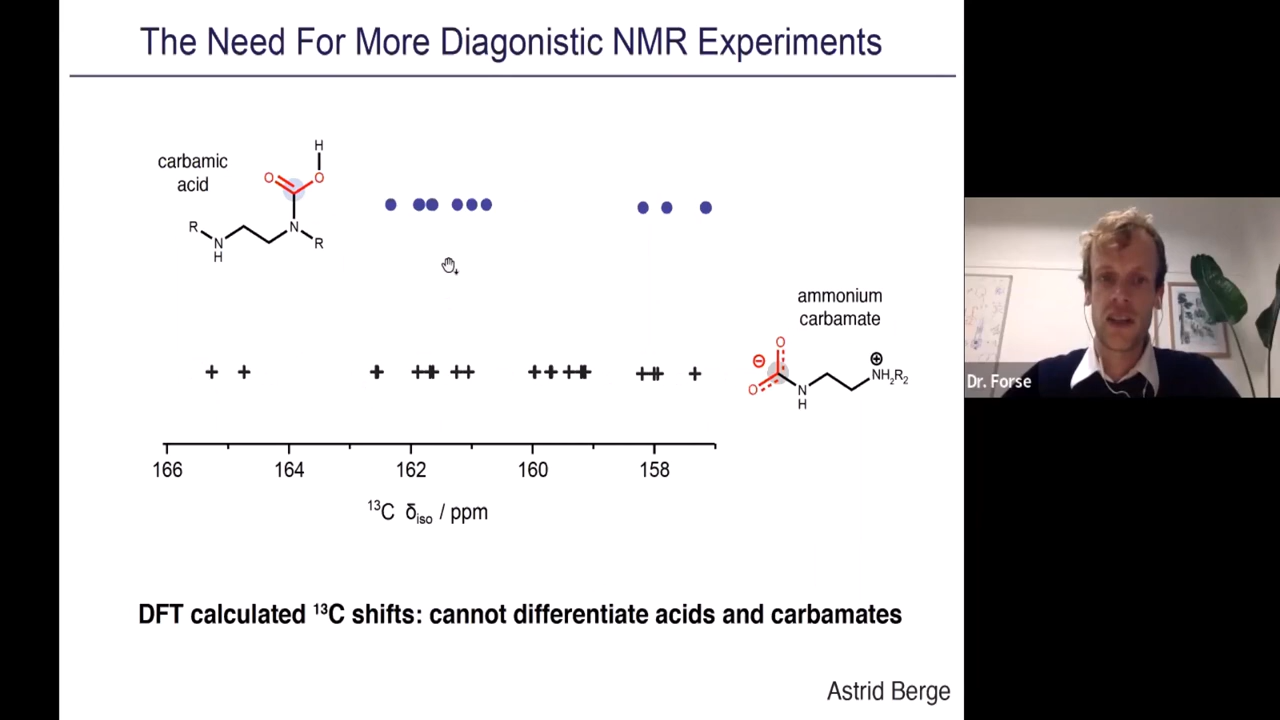 The Need For More Diagonistic NMR Experiments
carbamic
acid
H
O
O
R
N
H
N
R
ammonium
carbamate
⊖
O
O
N
H
⊕
NH₂R₂
166
164
162
160
158
¹³C δiso / ppm
DFT calculated ¹³C shifts: cannot differentiate acids and carbamates
Astrid Berge
Dr. Forse